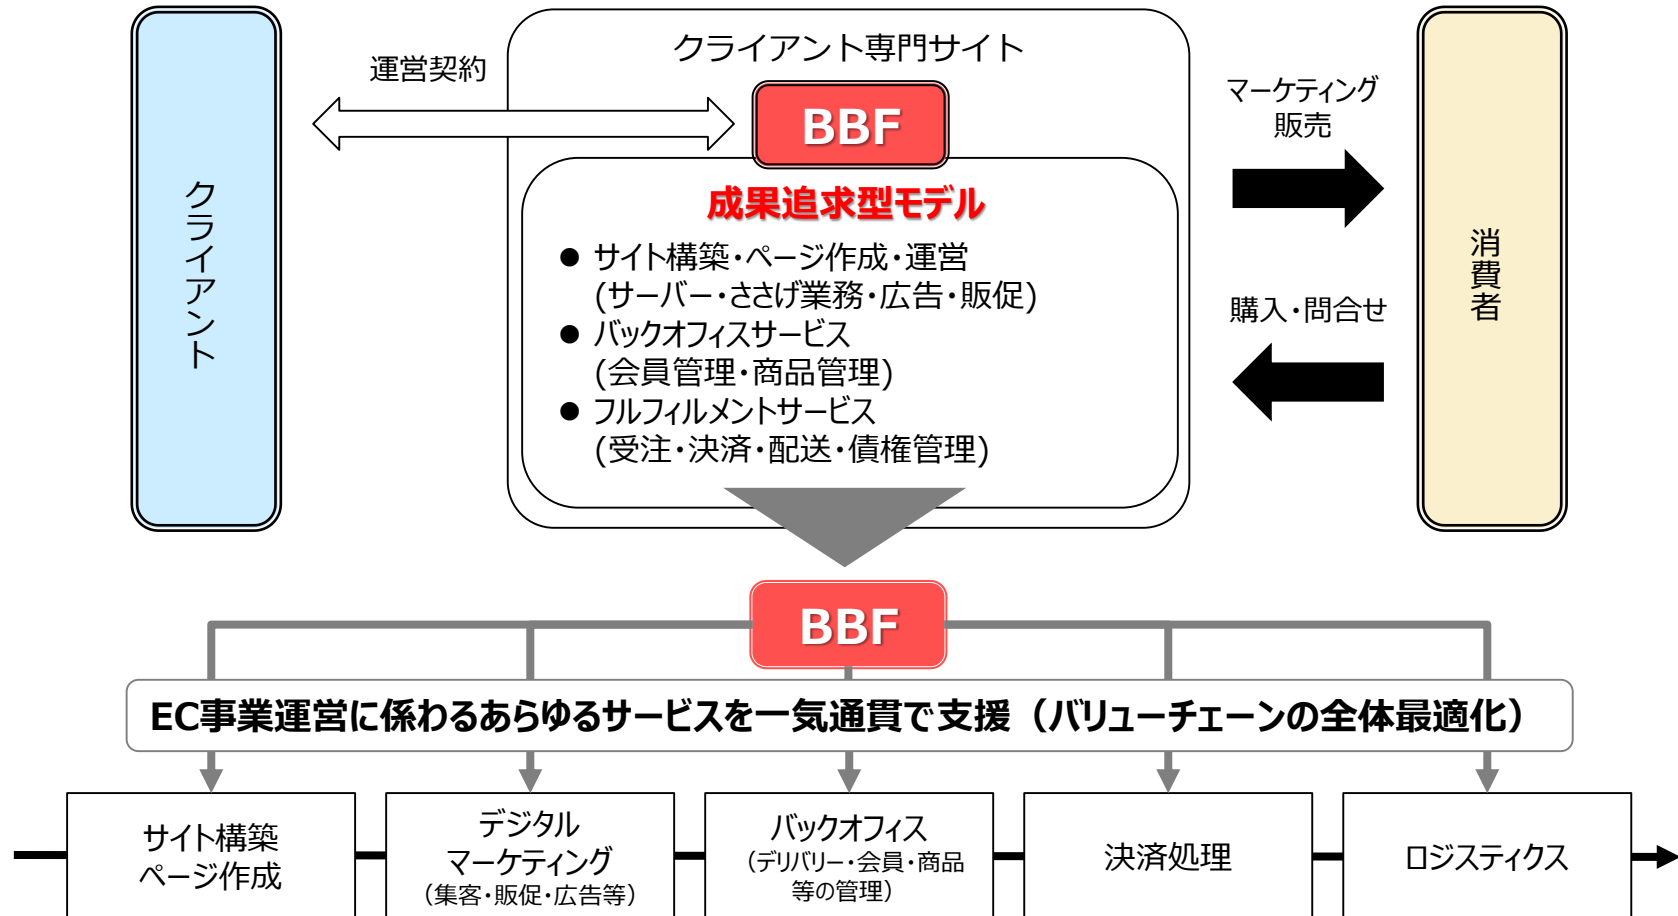 クライアント
運営契約
クライアント専門サイト
BBF
成果追求型モデル
● サイト構築・ページ作成・運営
(サーバー・ささげ業務・広告・販促)
● バックオフィスサービス
(会員管理・商品管理)
● フルフィルメントサービス
(受注・決済・配送・債権管理)
マーケティング
販売
購入・問合せ
消費者
BBF
EC事業運営に係わるあらゆるサービスを一気通貫で支援（バリューチェーンの全体最適化）
サイト構築
ページ作成
デジタル
マーケティング
（集客・販促・広告等）
バックオフィス
（デリバリー・会員・商品
等の管理）
決済処理
ロジスティクス